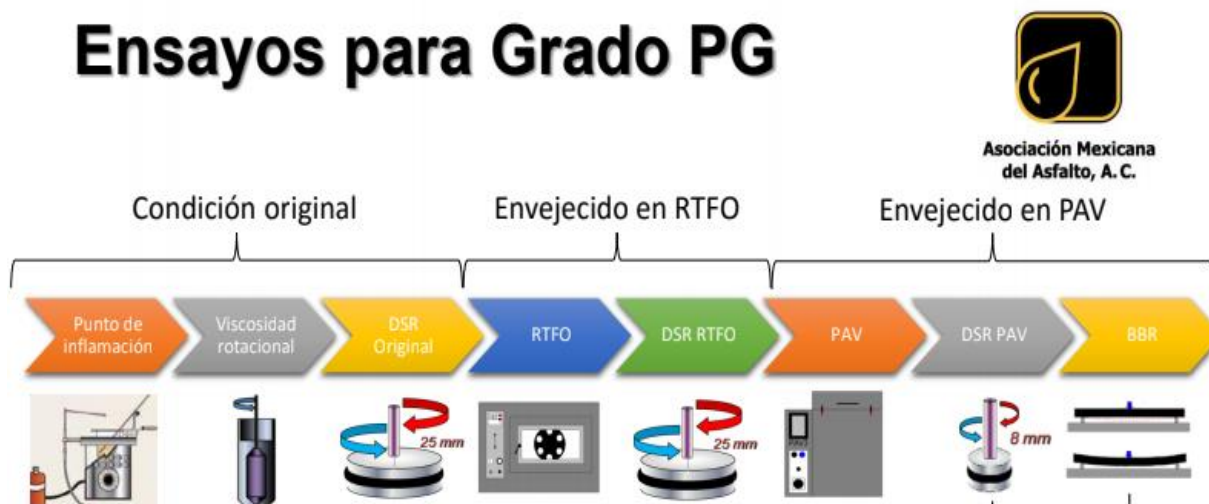 Ensayos para Grado PG
Asociación Mexicana
del Asfalto, A. C.
Condición original
Envejecido en RTFO
Envejecido en PAV
Punto de
inflamación
Viscosidad
rotacional
DSR
Original
RTFO
DSR RTFO
PAV
DSR PAV
BBR
25 mm
25 mm
8 mm